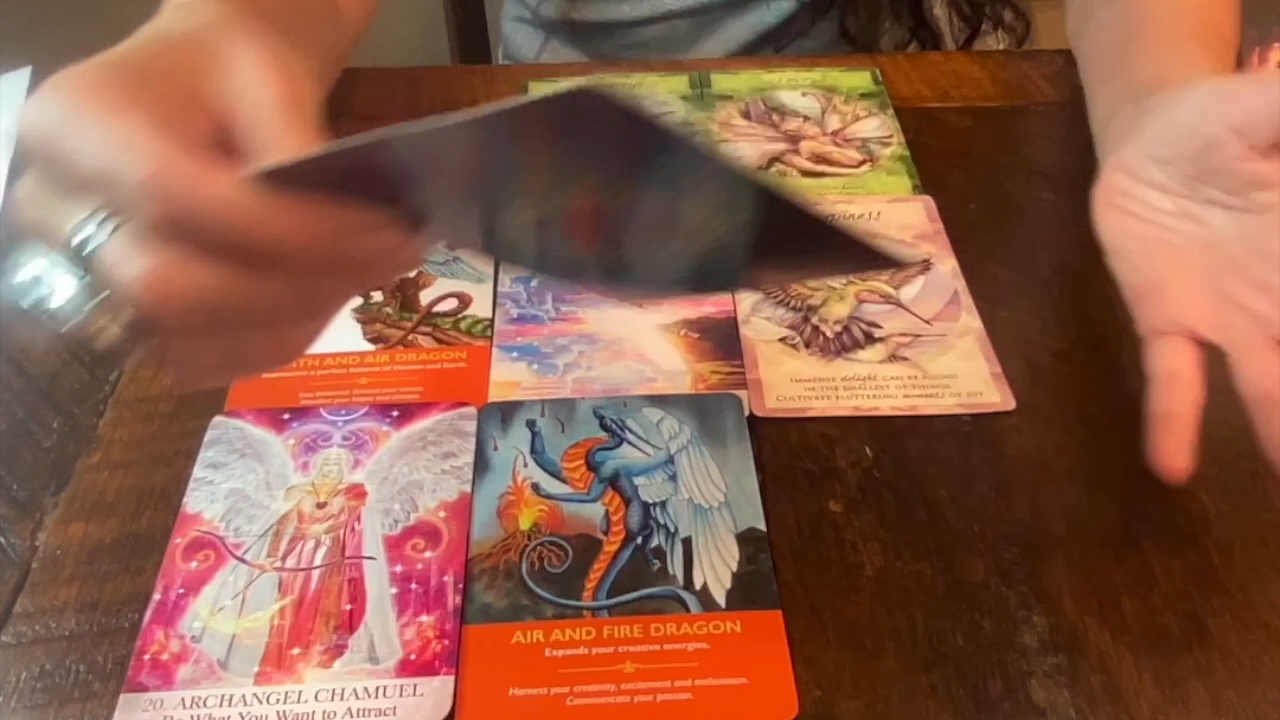 TH AND AIR DRAGON
Represents a perfect balance of Heaven and Earth.
piness
IMMENSE delight CAN BE FOUND
IN THE SMALLEST OF THINGS
CULTIVATE FLUTTERING moments OF JOY
20. ARCHANGEL CHAMUEL
Be What You Want to Attract
AIR AND FIRE DRAGON
Expands your creative energies.
Harness your creativity, excitement and enthusiasm.
Communicate your passion.